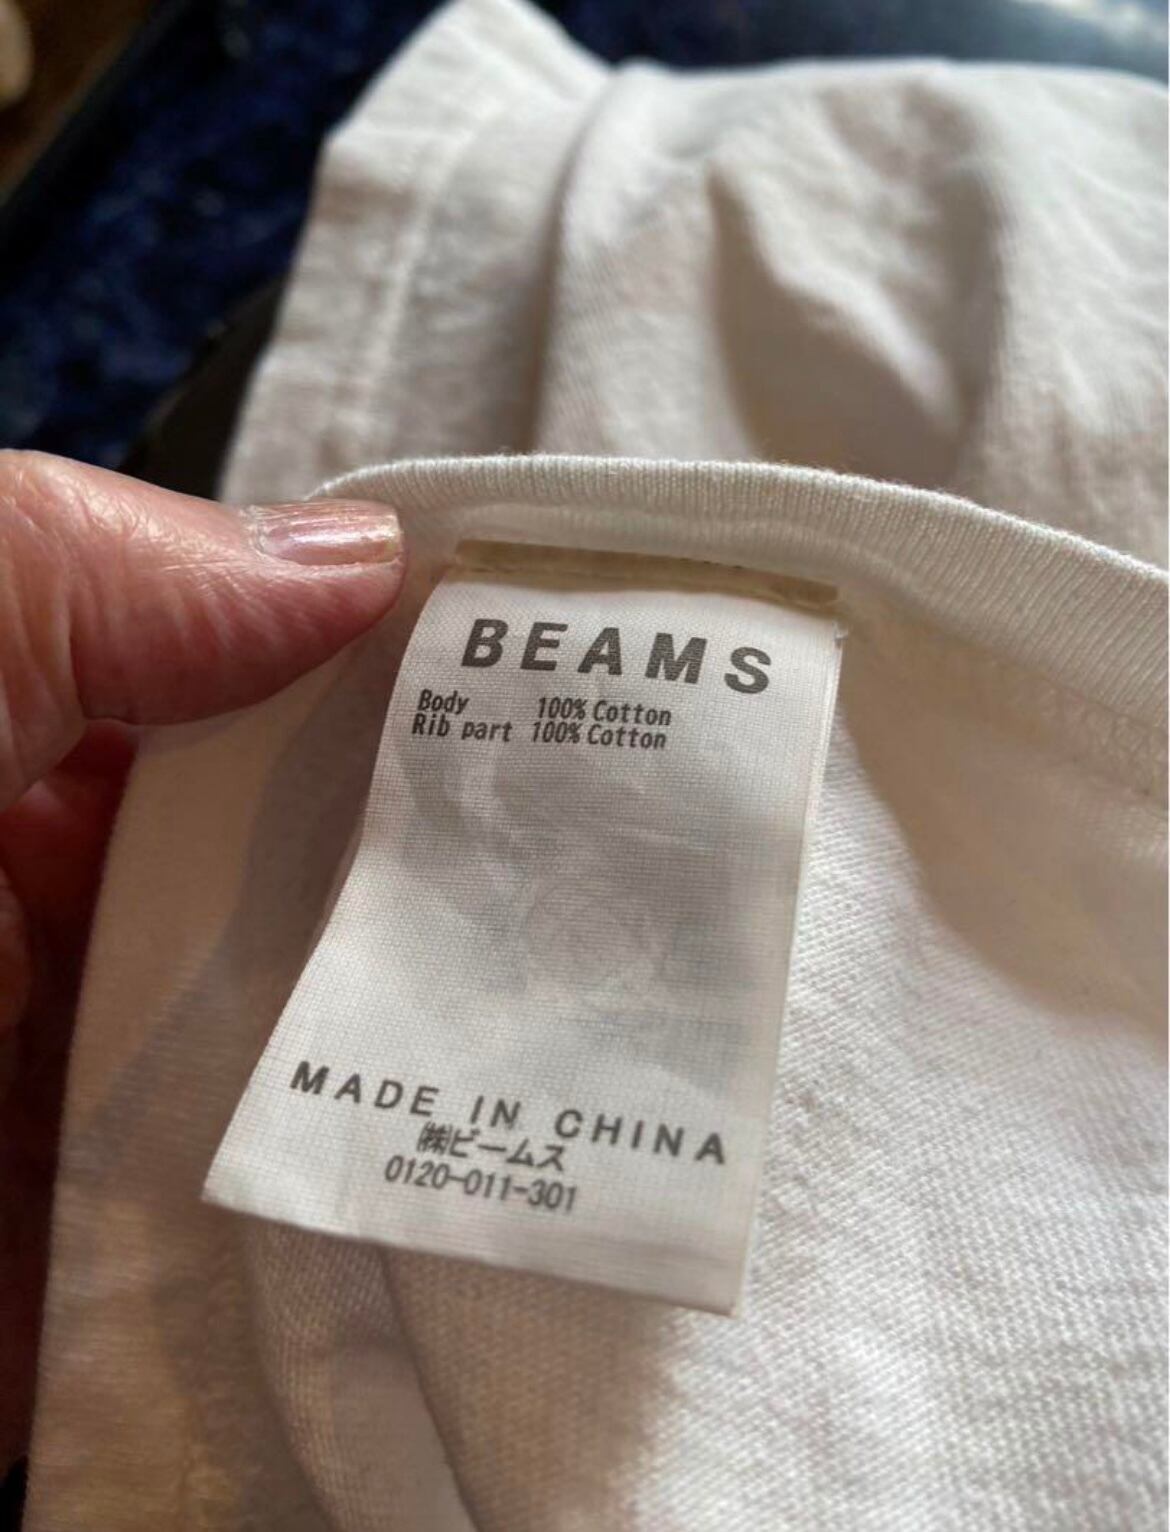 BEAMS
Body 100% Cotton
Rib part 100% Cotton
MADE IN CHINA
㈱ビームス
0120-011-301